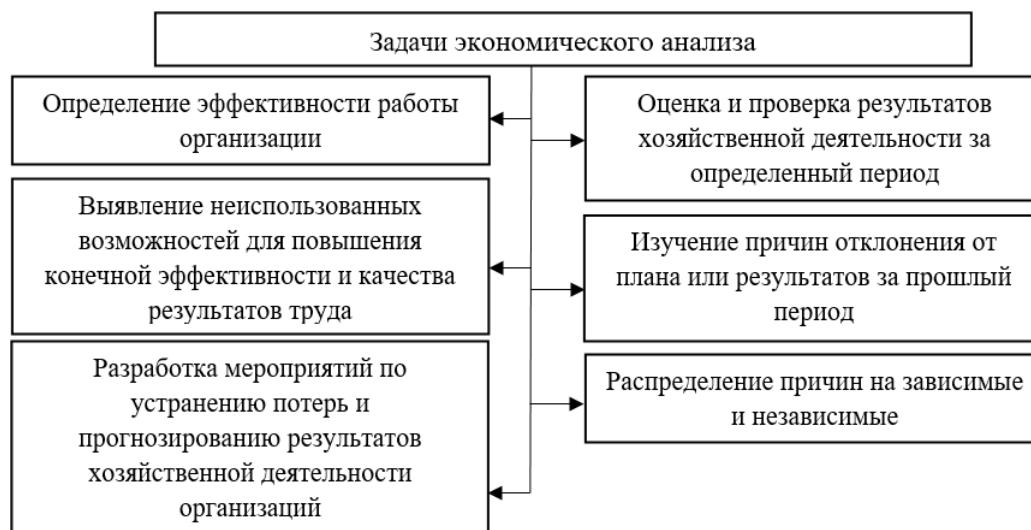 Задачи экономического анализа
Определение эффективности работы
организации
Оценка и проверка результатов
хозяйственной деятельности за
определенный период
Выявление неиспользованных
возможностей для повышения
конечной эффективности и качества
результатов труда
Изучение причин отклонения от
плана или результатов за прошлый
период
Разработка мероприятий по
устранению потерь и
прогнозированию результатов
хозяйственной деятельности
организаций
Распределение причин на зависимые
и независимые